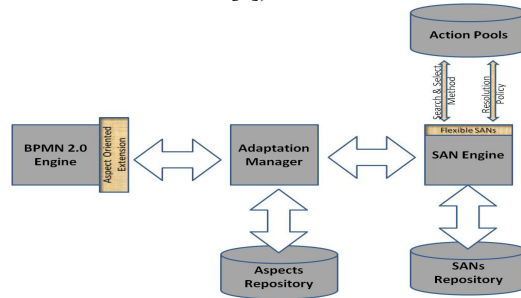 Action Pools
Search & Select
Method
Resolution
Policy
Flexible SANs
BPMN 2.0
Engine
Aspect Oriented
Extension
Adaptation
Manager
SAN Engine
Aspects
Repository
SANs
Repository